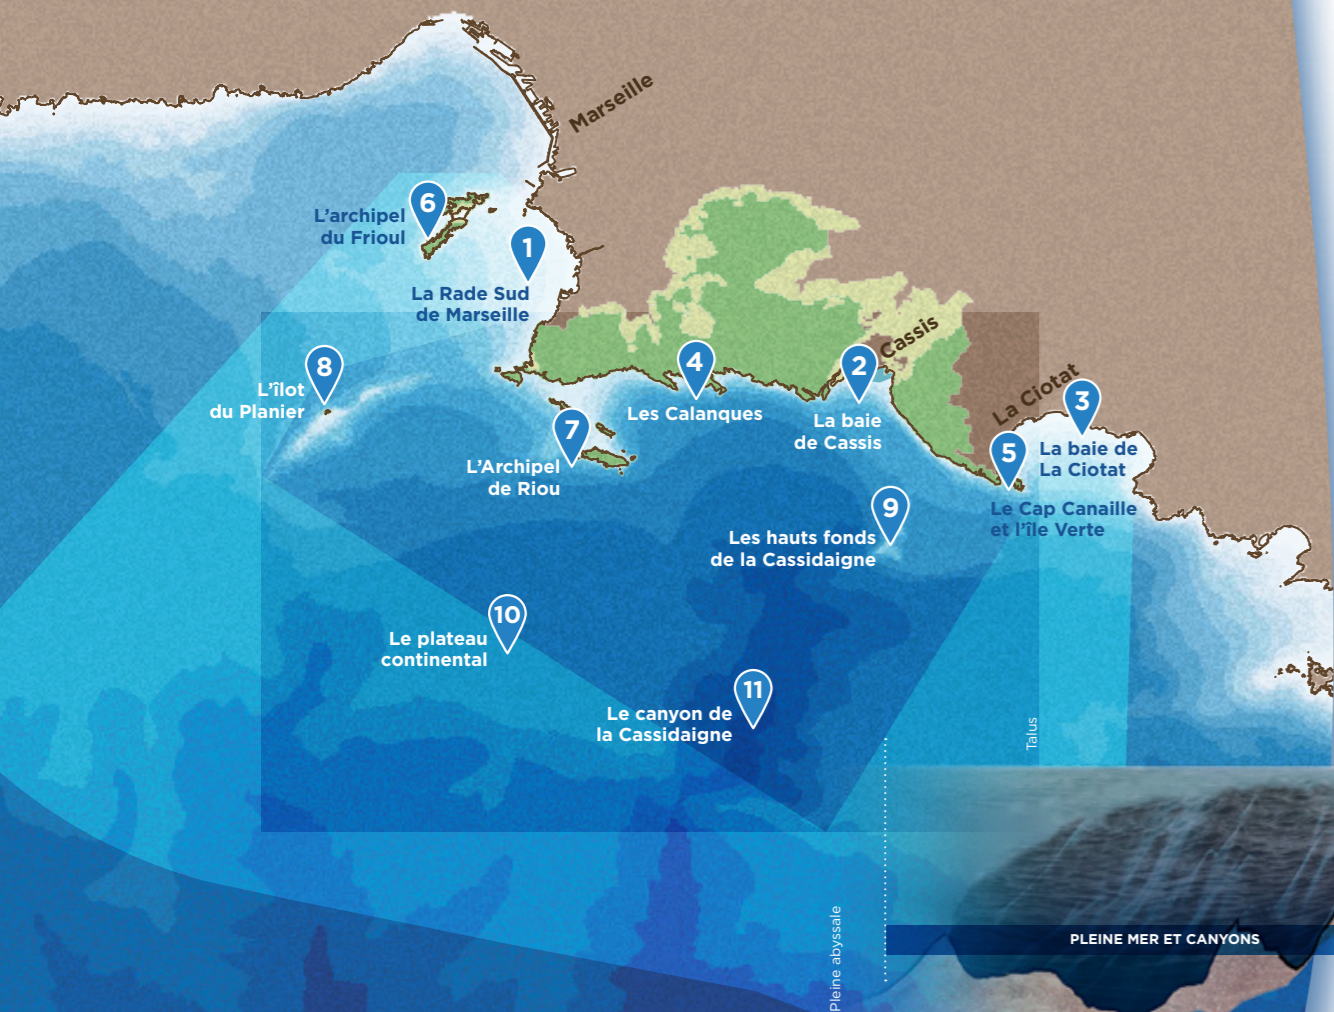 Marseille
6
L'archipel
du Frioul
1
La Rade Sud
de Marseille
8
L'îlot
du Planier
4
Les Calanques
2
Cassis
La baie
de Cassis
La Ciotat
3
La baie de
La Ciotat
7
L'Archipel
de Riou
5
Le Cap Canaille
et l'île Verte
9
Les hauts fonds
de la Cassidaigne
10
Le plateau
continental
11
Le canyon de
la Cassidaigne
Talus
Pleine abyssale
PLEINE MER ET CANYONS